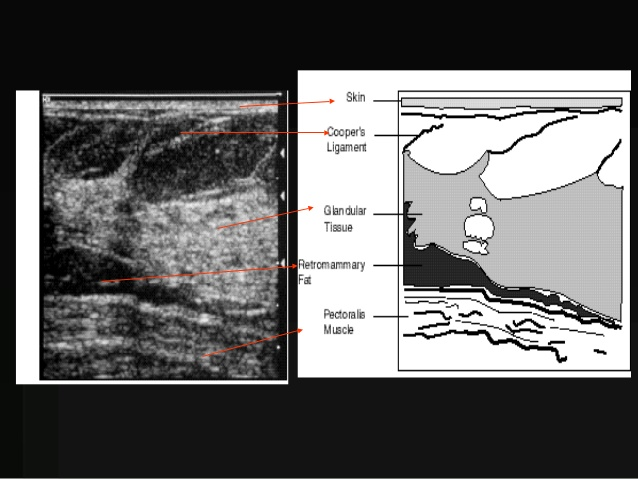 Skin
Cooper's
Ligament
Glandular
Tissue
Retromammary
Fat
Pectoralis
Muscle